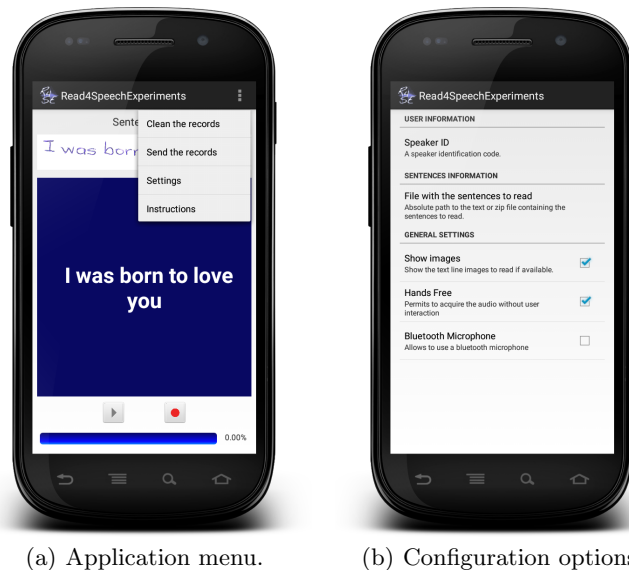 Read4SpeechExperiments
Sente
I was born
Clean the records
Send the records
Settings
Instructions
I was born to love
you
0.00%
(a) Application menu.
Read4SpeechExperiments
USER INFORMATION
Speaker ID
A speaker identification code.
SENTENCES INFORMATION
File with the sentences to read
Absolute path to the text or zip file containing the
sentences to read.
GENERAL SETTINGS
Show images
Show the text line images to read if available.
Hands Free
Permits to acquire the audio without user
interaction
Bluetooth Microphone
Allows to use a bluetooth microphone
(b) Configuration options